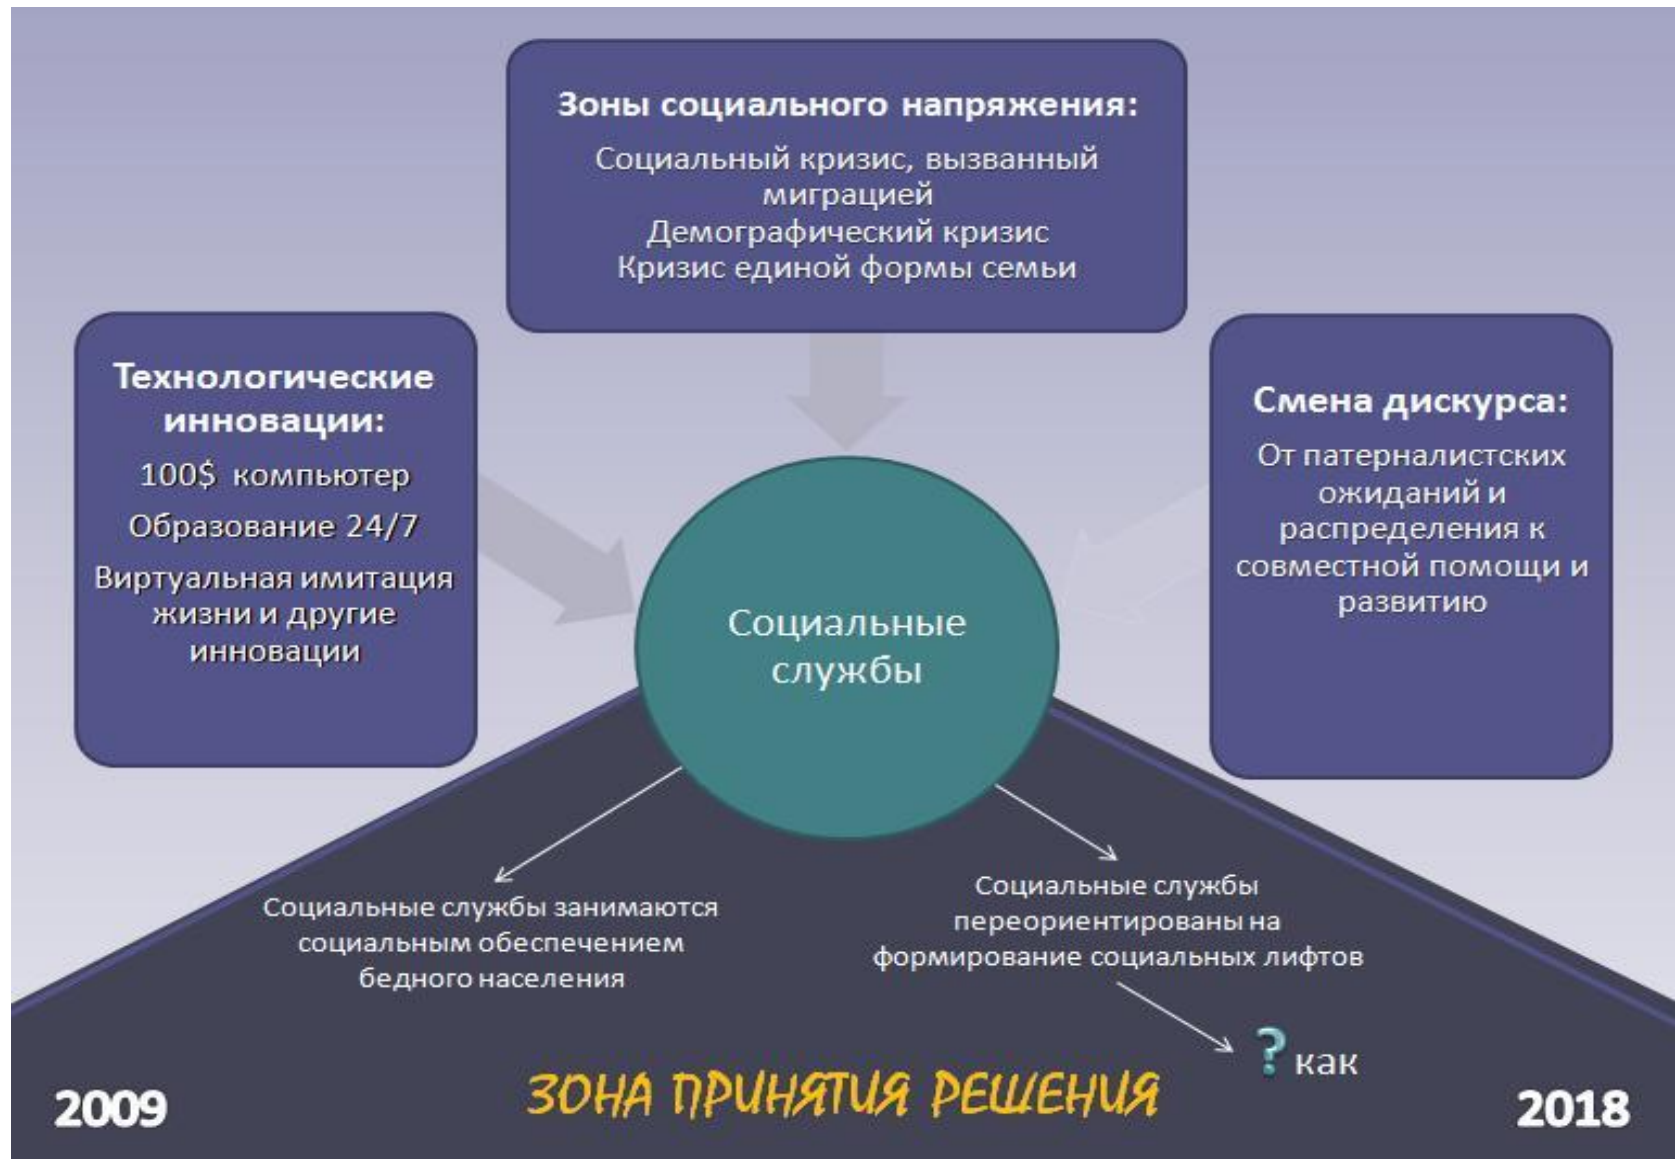 Зоны социального напряжения:
Социальный кризис, вызванный
миграцией
Демографический кризис
Кризис единой формы семьи
Технологические
инновации:
100$ компьютер
Образование 24/7
Виртуальная имитация
жизни и другие
инновации
Смена дискурса:
От патерналистских
ожиданий и
распределения к
совместной помощи и
развитию
Социальные
службы
Социальные службы занимаются
социальным обеспечением
бедного населения
Социальные службы
переориентированы на
формирование социальных лифтов
? как
2009
ЗОНА ПРИНЯТИЯ РЕШЕНИЯ
2018